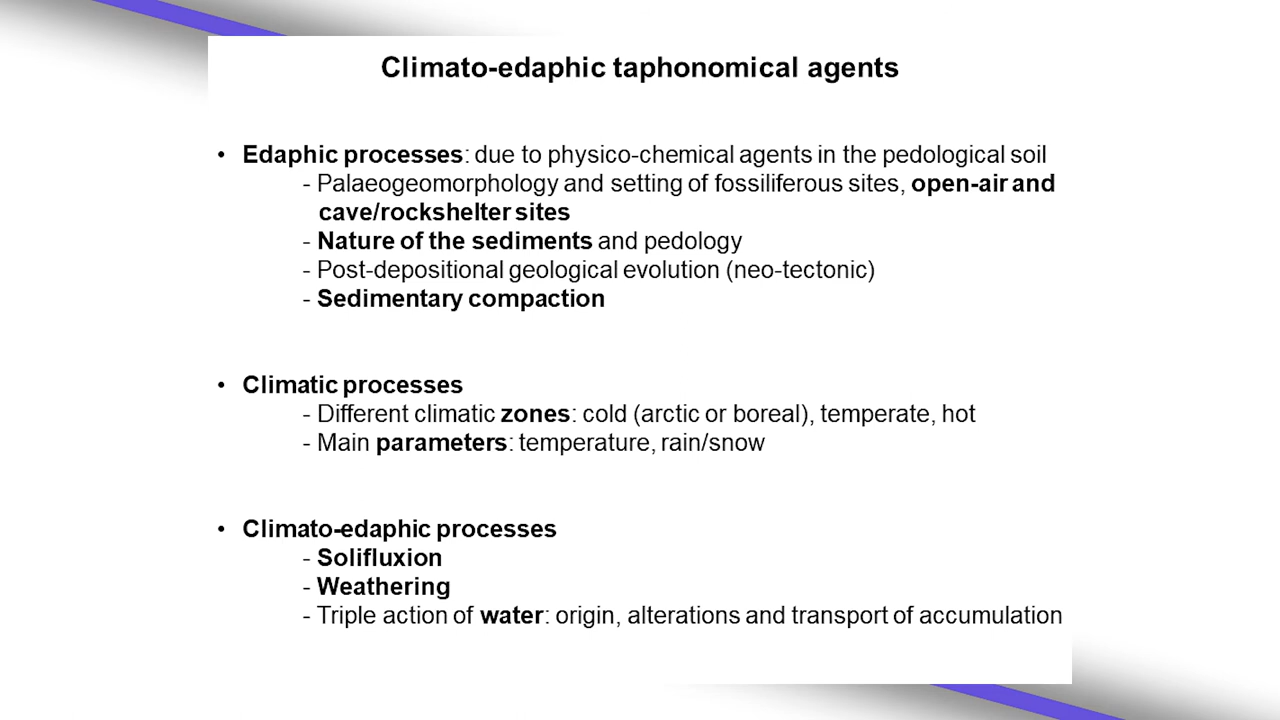 Climato-edaphic taphonomical agents
• Edaphic processes: due to physico-chemical agents in the pedological soil
- Palaeogeomorphology and setting of fossiliferous sites, open-air and
cave/rockshelter sites
- Nature of the sediments and pedology
- Post-depositional geological evolution (neo-tectonic)
- Sedimentary compaction
• Climatic processes
- Different climatic zones: cold (arctic or boreal), temperate, hot
- Main parameters: temperature, rain/snow
• Climato-edaphic processes
- Solifluxion
- Weathering
- Triple action of water: origin, alterations and transport of accumulation